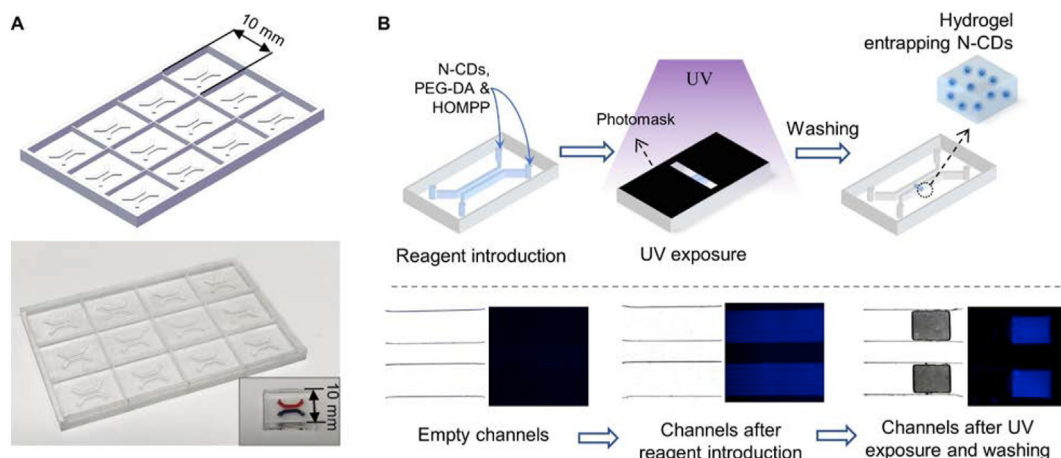 A
10 mm
10 mm
B
N-CDs,
PEG-DA &
HOMPP
UV
Photomask
Washing
Hydrogel
entrapping N-CDs
Reagent introduction
UV exposure
Empty channels
Channels after
reagent introduction
Channels after UV
exposure and washing